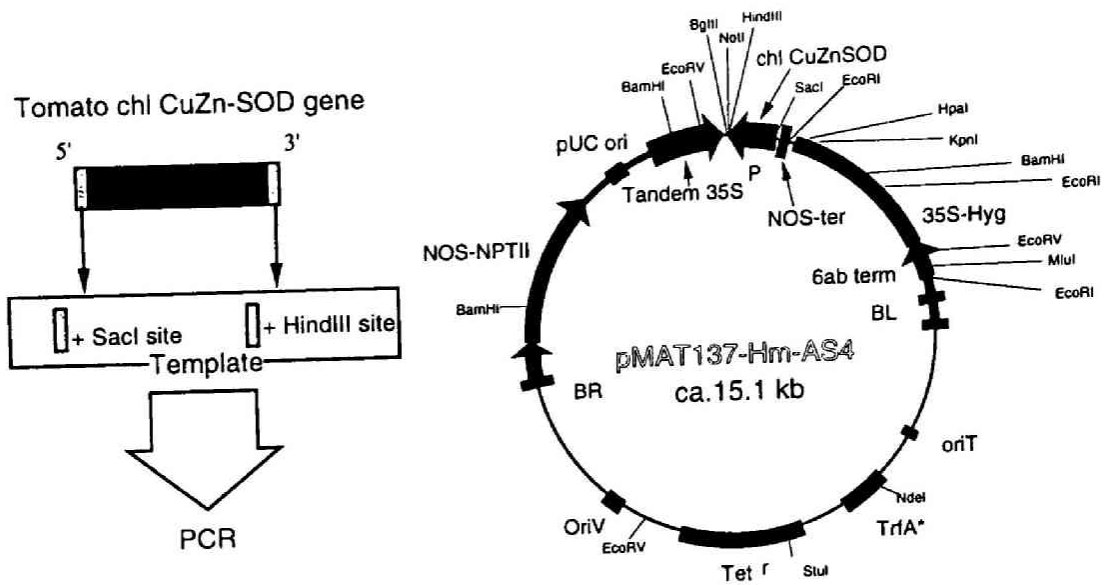 Tomato chl CuZn-SOD gene
5'
3'
+ SacI site
+ HindIII site
Template
PCR
BglII
NotI
HindIII
chl CuZnSOD
EcoRV
BamHI
SacI
EcoRI
HpaI
KpnI
BamHI
EcoRI
pUC ori
Tandem 35S
P
NOS-ter
35S-Hyg
NOS-NPTII
EcoRV
MluI
EcoRI
6ab term
BL
BamHI
pMAT137-Hm-AS4
ca.15.1 kb
BR
oriT
NdeI
TrfA*
OriV
EcoRV
Tet r
StuI